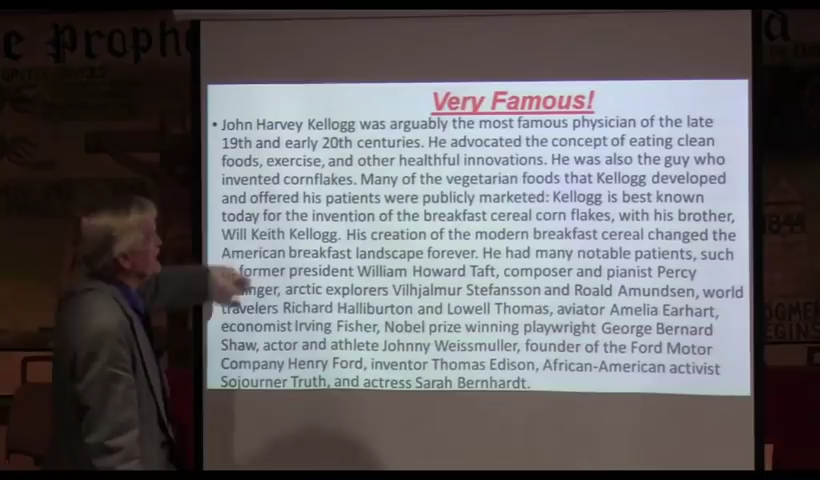 e Prophe
a
Very Famous!
• John Harvey Kellogg was arguably the most famous physician of the late
19th and early 20th centuries. He advocated the concept of eating clean
foods, exercise, and other healthful innovations. He was also the guy who
invented cornflakes. Many of the vegetarian foods that Kellogg developed
and offered his patients were publicly marketed: Kellogg is best known
today for the invention of the breakfast cereal corn flakes, with his brother,
Will Keith Kellogg. His creation of the modern breakfast cereal changed the
American breakfast landscape forever. He had many notable patients, such
former president William Howard Taft, composer and pianist Percy
inger, arctic explorers Vilhjalmur Stefansson and Roald Amundsen, world
travelers Richard Halliburton and Lowell Thomas, aviator Amelia Earhart,
economist Irving Fisher, Nobel prize winning playwright George Bernard
Shaw, actor and athlete Johnny Weissmuller, founder of the Ford Motor
Company Henry Ford, inventor Thomas Edison, African-American activist
Sojourner Truth, and actress Sarah Bernhardt.
1844